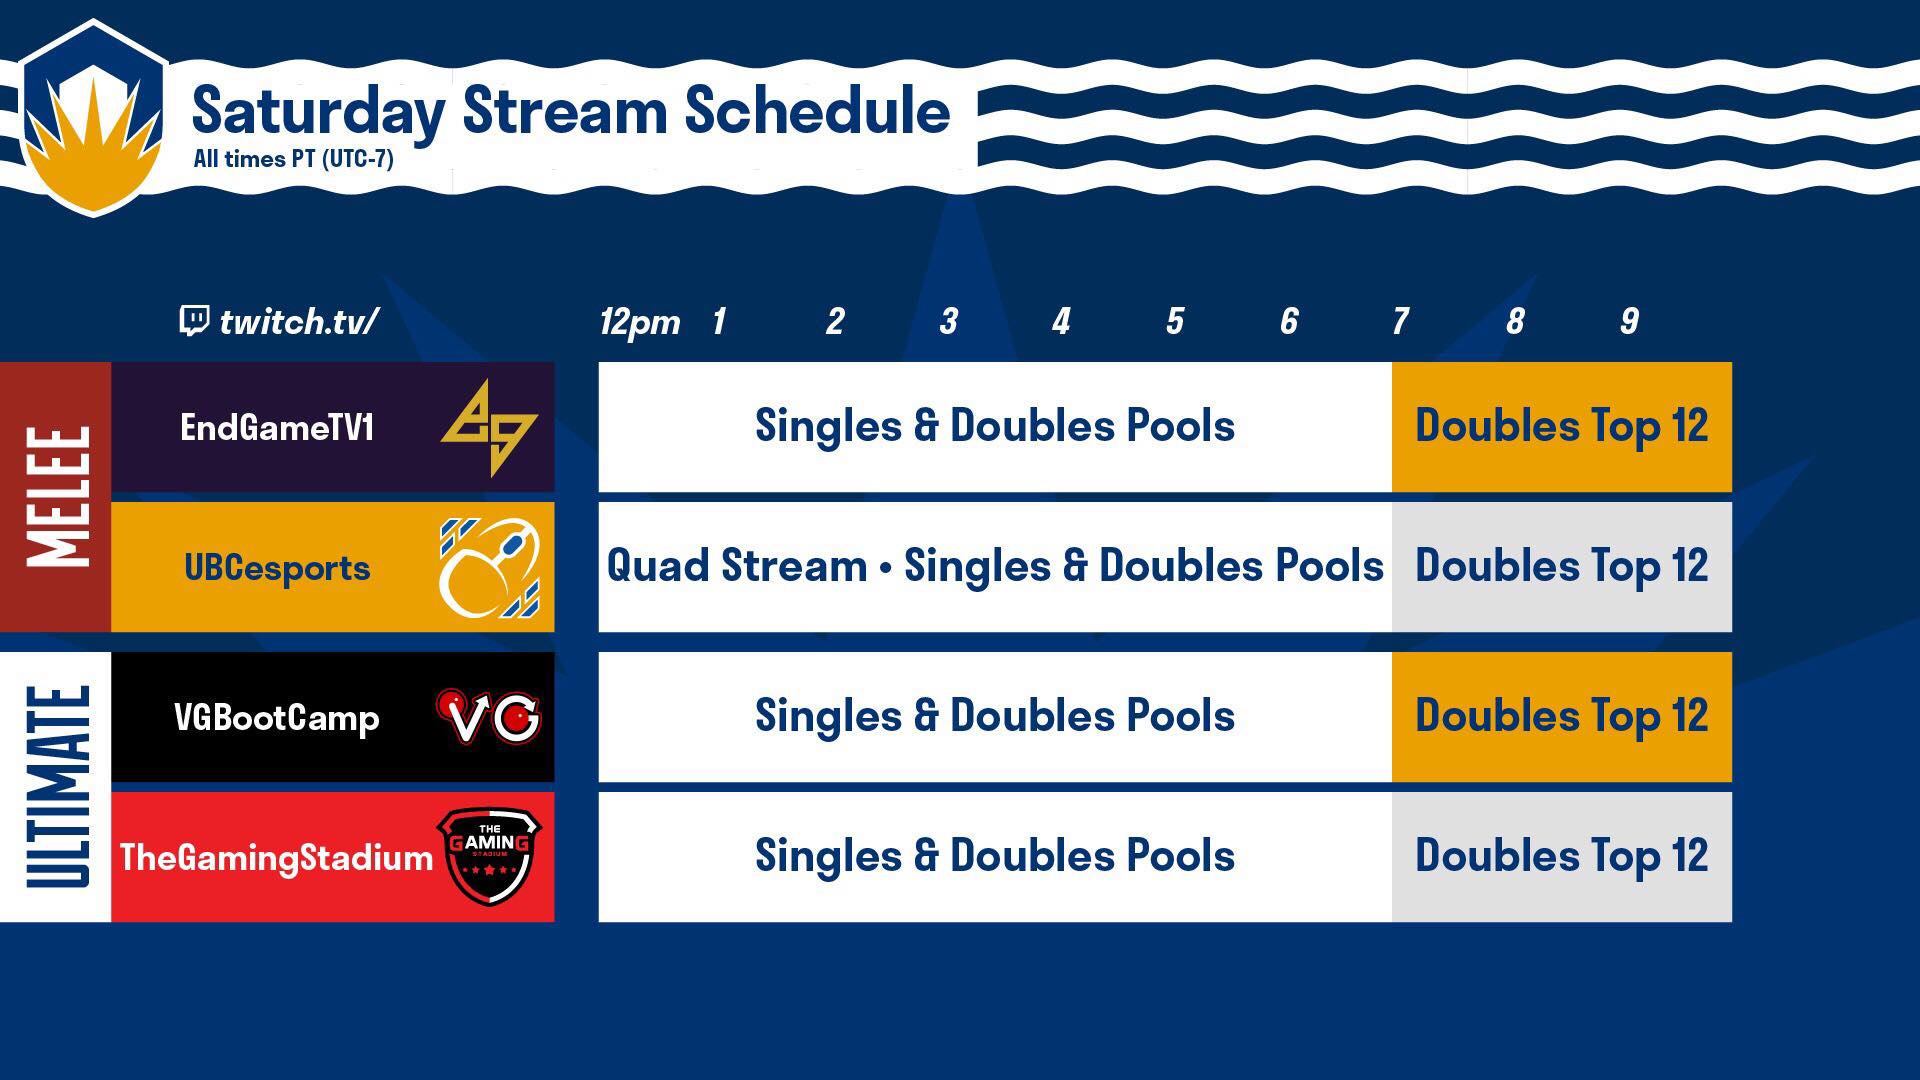 Saturday Stream Schedule
All times PT (UTC-7)
twitch.tv/
12pm 1 2 3 4 5 6 7 8 9
MELEE
EndGameTV1
Singles & Doubles Pools
Doubles Top 12
UBCesports
Quad Stream • Singles & Doubles Pools
Doubles Top 12
ULTIMATE
VGBootCamp
VG
Singles & Doubles Pools
Doubles Top 12
TheGamingStadium
THE
GAMING
STADIUM
Singles & Doubles Pools
Doubles Top 12